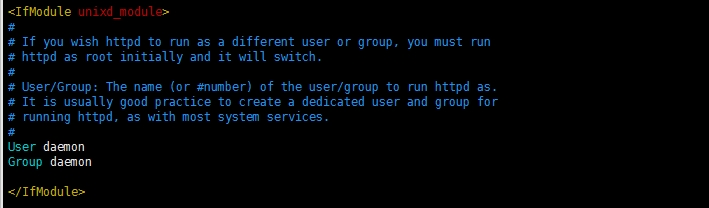 <IfModule unixd_module>
#
# If you wish httpd to run as a different user or group, you must run
# httpd as root initially and it will switch.
#
# User/Group: The name (or #number) of the user/group to run httpd as.
# It is usually good practice to create a dedicated user and group for
# running httpd, as with most system services.
#
User daemon
Group daemon
</IfModule>